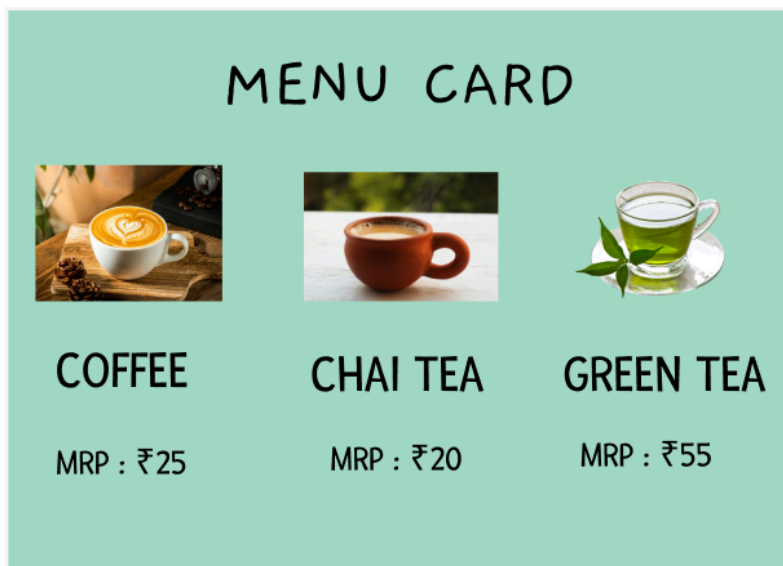 MENU CARD
COFFEE
CHAI TEA
GREEN TEA
MRP : ₹25
MRP : ₹20
MRP : ₹55